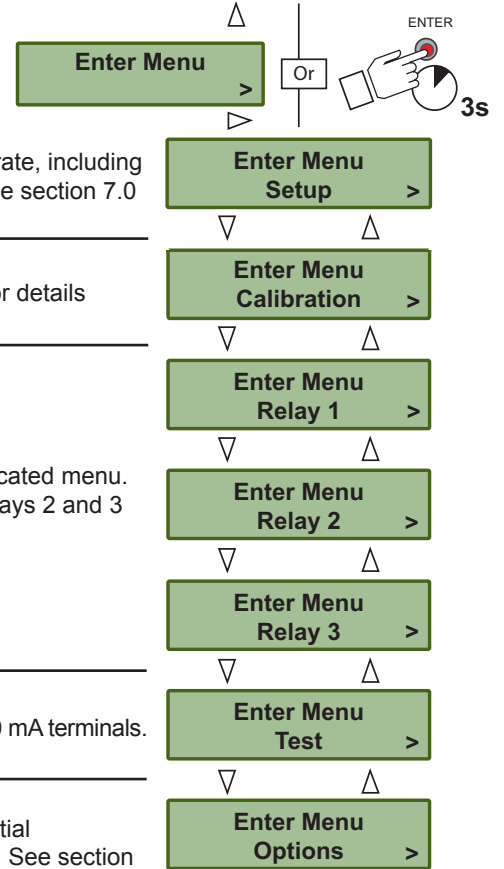 ENTER
Enter Menu
>
Or
3s
rate, including
e section 7.0
Enter Menu
Setup >
r details
Enter Menu
Calibration >
Enter Menu
Relay 1 >
cated menu.
ays 2 and 3
Enter Menu
Relay 2 >
Enter Menu
Relay 3 >
0 mA terminals.
Enter Menu
Test >
tial
See section
Enter Menu
Options >